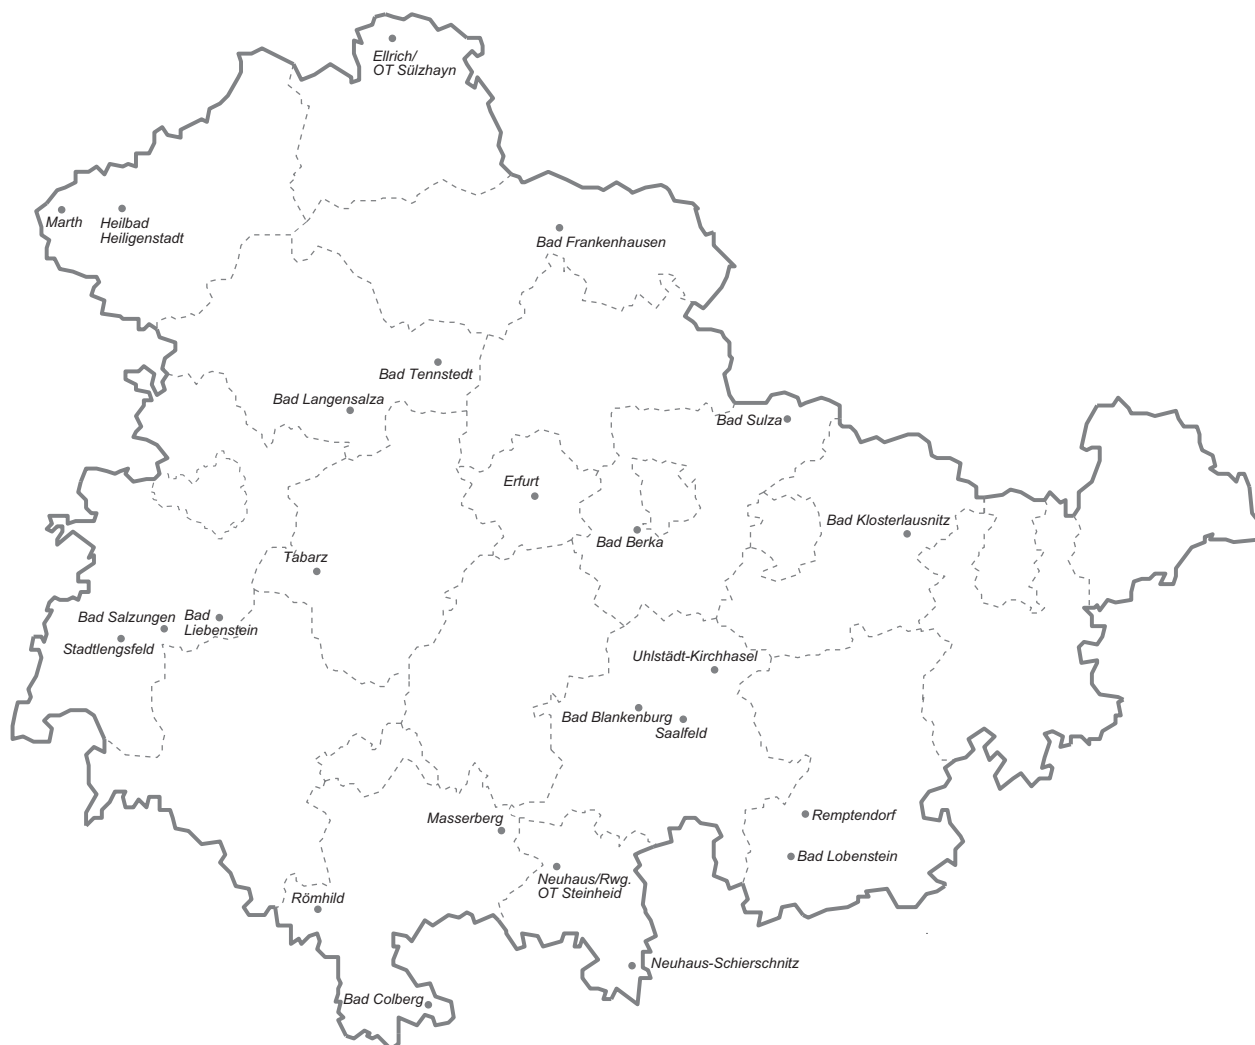 Ellrich/
OT Sülzhayn
Marth
Heilbad
Heiligenstadt
Bad Frankenhausen
Bad Tennstedt
Bad Langensalza
Bad Sulza
Erfurt
Bad Klosterlausnitz
Bad Berka
Tabarz
Bad Salzungen
Bad
Liebenstein
Stadtlengsfeld
Uhlstädt-Kirchhasel
Bad Blankenburg
Saalfeld
Masserberg
Remptendorf
Bad Lobenstein
Neuhaus/Rwg.
OT Steinheid
Römhild
Neuhaus-Schierschnitz
Bad Colberg